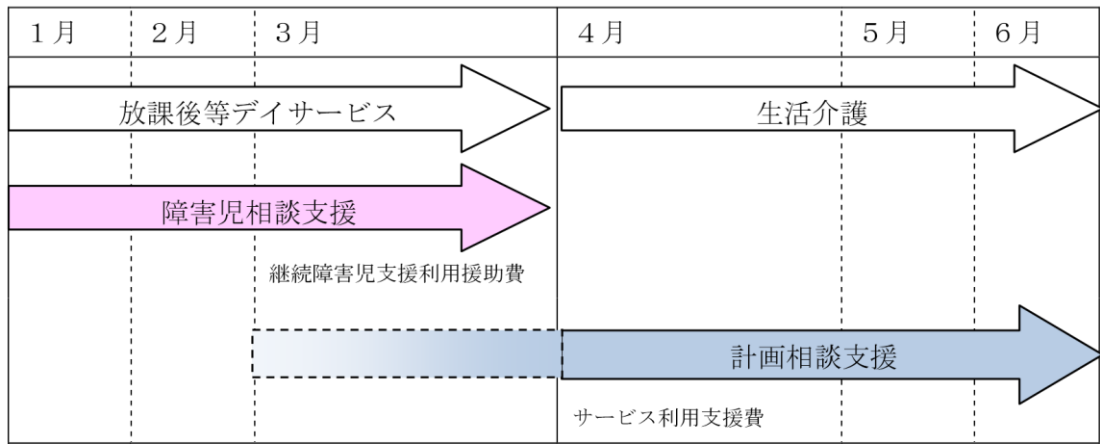 １月 ２月 ３月 ４月 ５月 ６月
放課後等デイサービス 生活介護
障害児相談支援
継続障害児支援利用援助費
計画相談支援
サービス利用支援費